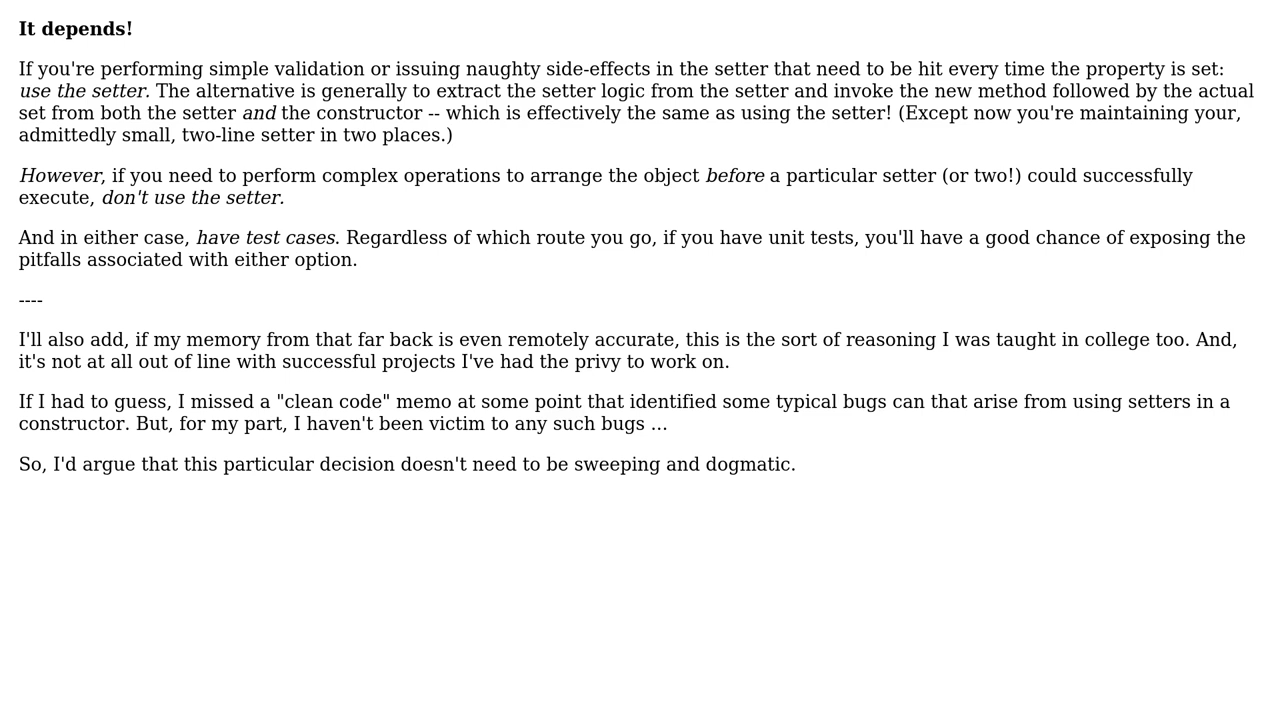 It depends!
If you're performing simple validation or issuing naughty side-effects in the setter that need to be hit every time the property is set:
use the setter. The alternative is generally to extract the setter logic from the setter and invoke the new method followed by the actual
set from both the setter and the constructor -- which is effectively the same as using the setter! (Except now you're maintaining your,
admittedly small, two-line setter in two places.)
However, if you need to perform complex operations to arrange the object before a particular setter (or two!) could successfully
execute, don't use the setter.
And in either case, have test cases. Regardless of which route you go, if you have unit tests, you'll have a good chance of exposing the
pitfalls associated with either option.
----
I'll also add, if my memory from that far back is even remotely accurate, this is the sort of reasoning I was taught in college too. And,
it's not at all out of line with successful projects I've had the privy to work on.
If I had to guess, I missed a "clean code" memo at some point that identified some typical bugs can that arise from using setters in a
constructor. But, for my part, I haven't been victim to any such bugs ...
So, I'd argue that this particular decision doesn't need to be sweeping and dogmatic.